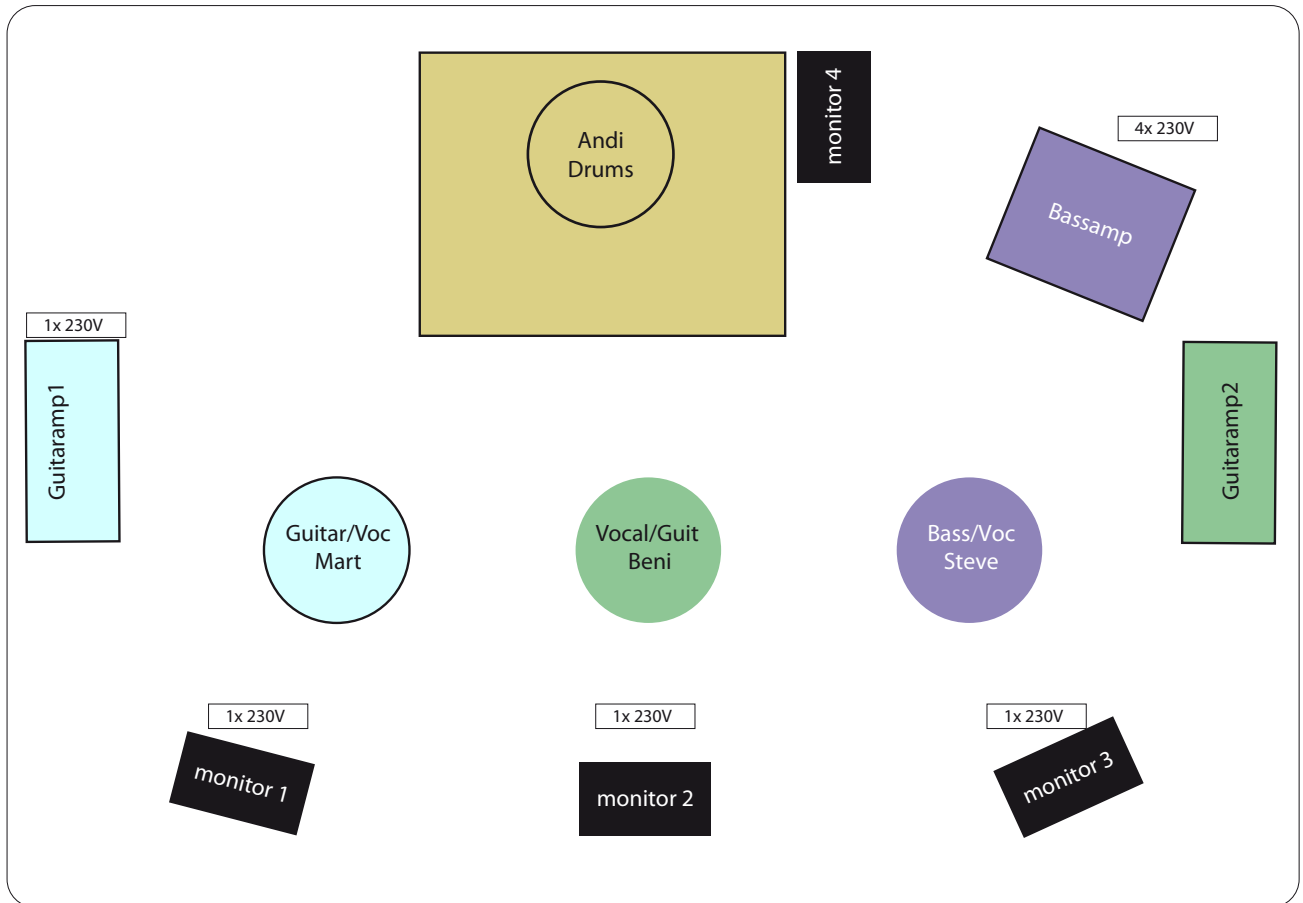 Andi
Drums
monitor 4
4x 230V
Bassamp
1x 230V
Guitaramp1
Guitaramp2
Guitar/Voc
Mart
Vocal/Guit
Beni
Bass/Voc
Steve
1x 230V
1x 230V
1x 230V
monitor 1
monitor 2
monitor 3